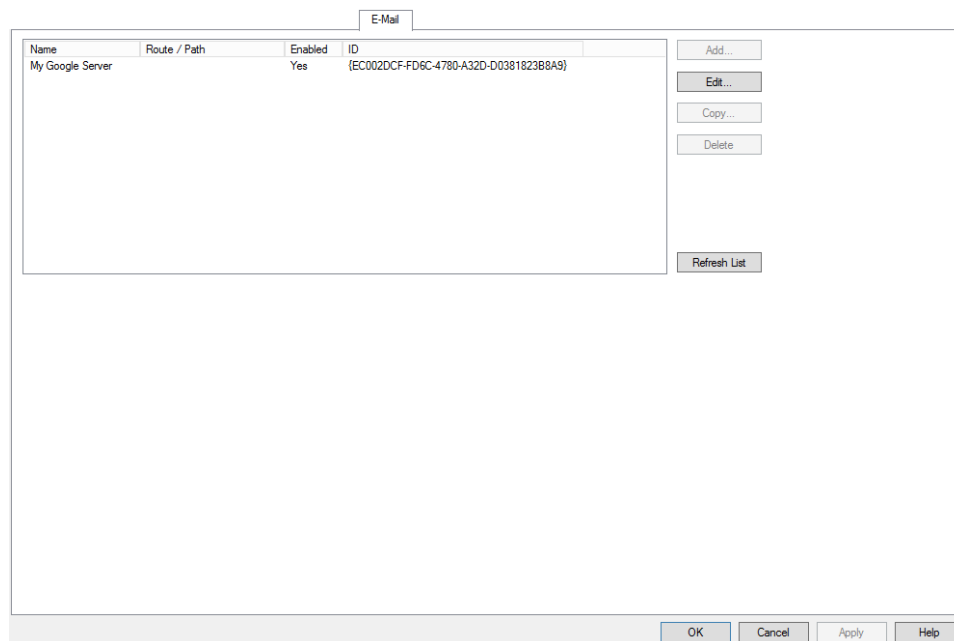 E-Mail
Name Route / Path Enabled ID
My Google Server Yes {EC002DCF-FD6C-4780-A32D-D0381823B8A9}
Add...
Edit...
Copy...
Delete
Refresh List
OK Cancel Apply Help